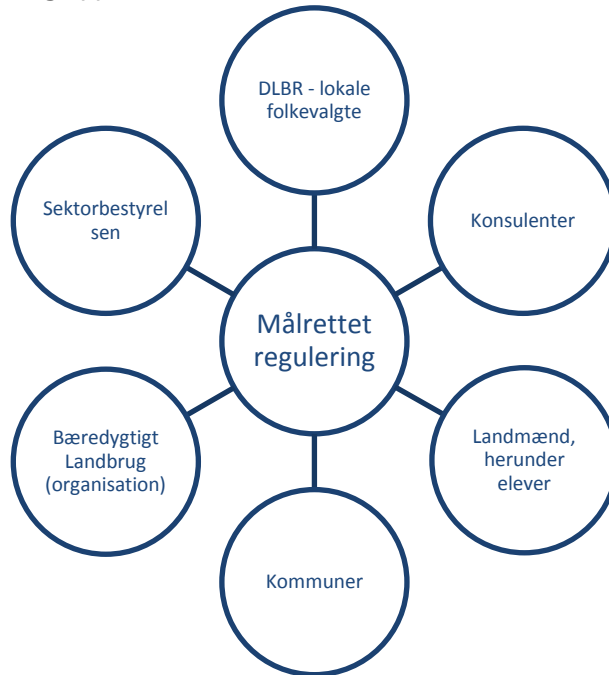 DLBR - lokale
folkevalgte
Sektorbestyrel
sen
Konsulenter
Målrettet
regulering
Bæredygtigt
Landbrug
(organisation)
Landmænd,
herunder
elever
Kommuner